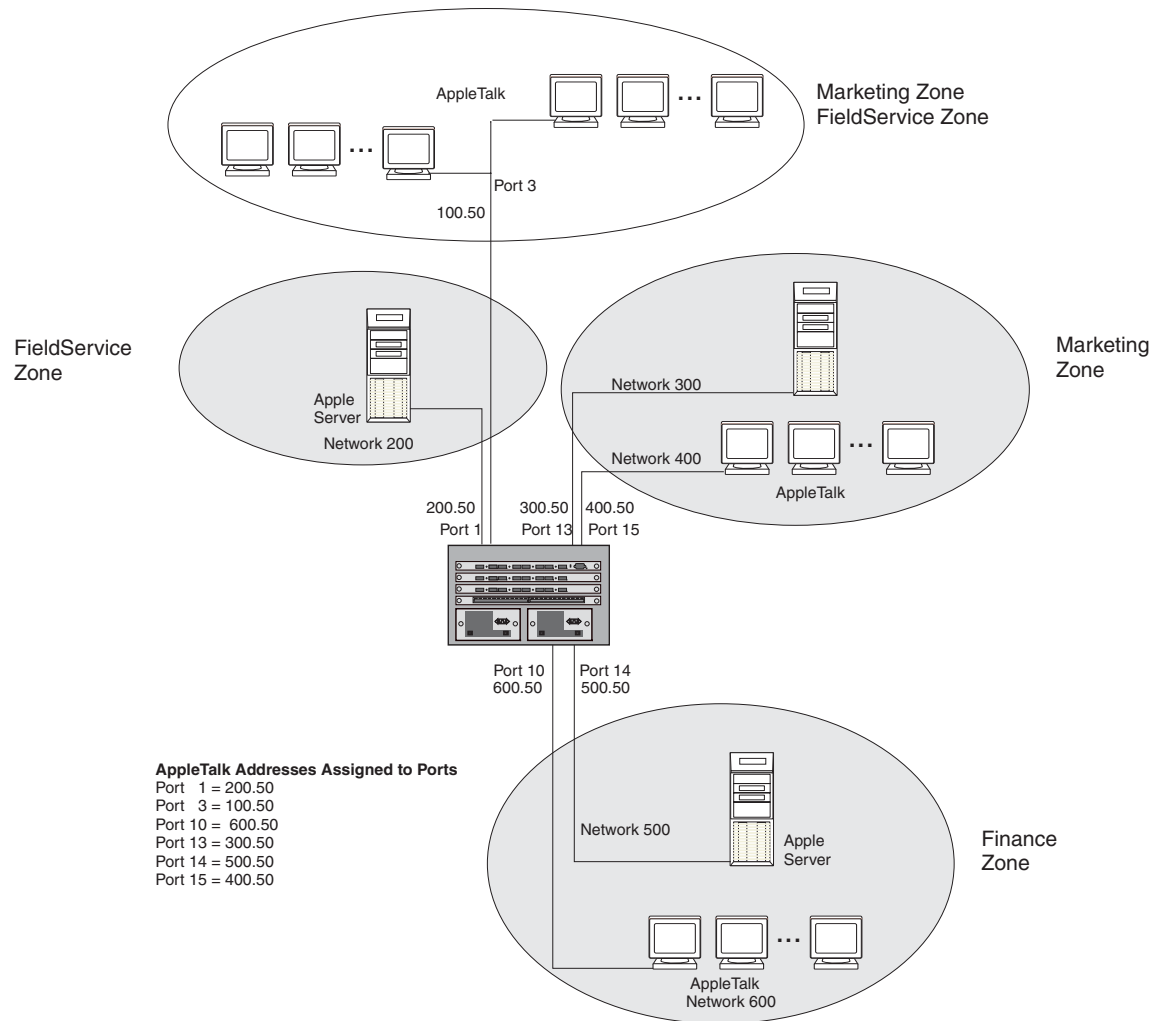 AppleTalk
Marketing Zone
FieldService Zone
Port 3
100.50
FieldService
Zone
Apple
Server
Network 200
Network 300
Network 400
AppleTalk
Marketing
Zone
200.50
Port 1
300.50
Port 13
400.50
Port 15
Port 10
600.50
Port 14
500.50
AppleTalk Addresses Assigned to Ports
Port 1 = 200.50
Port 3 = 100.50
Port 10 = 600.50
Port 13 = 300.50
Port 14 = 500.50
Port 15 = 400.50
Network 500
Apple
Server
Finance
Zone
AppleTalk
Network 600